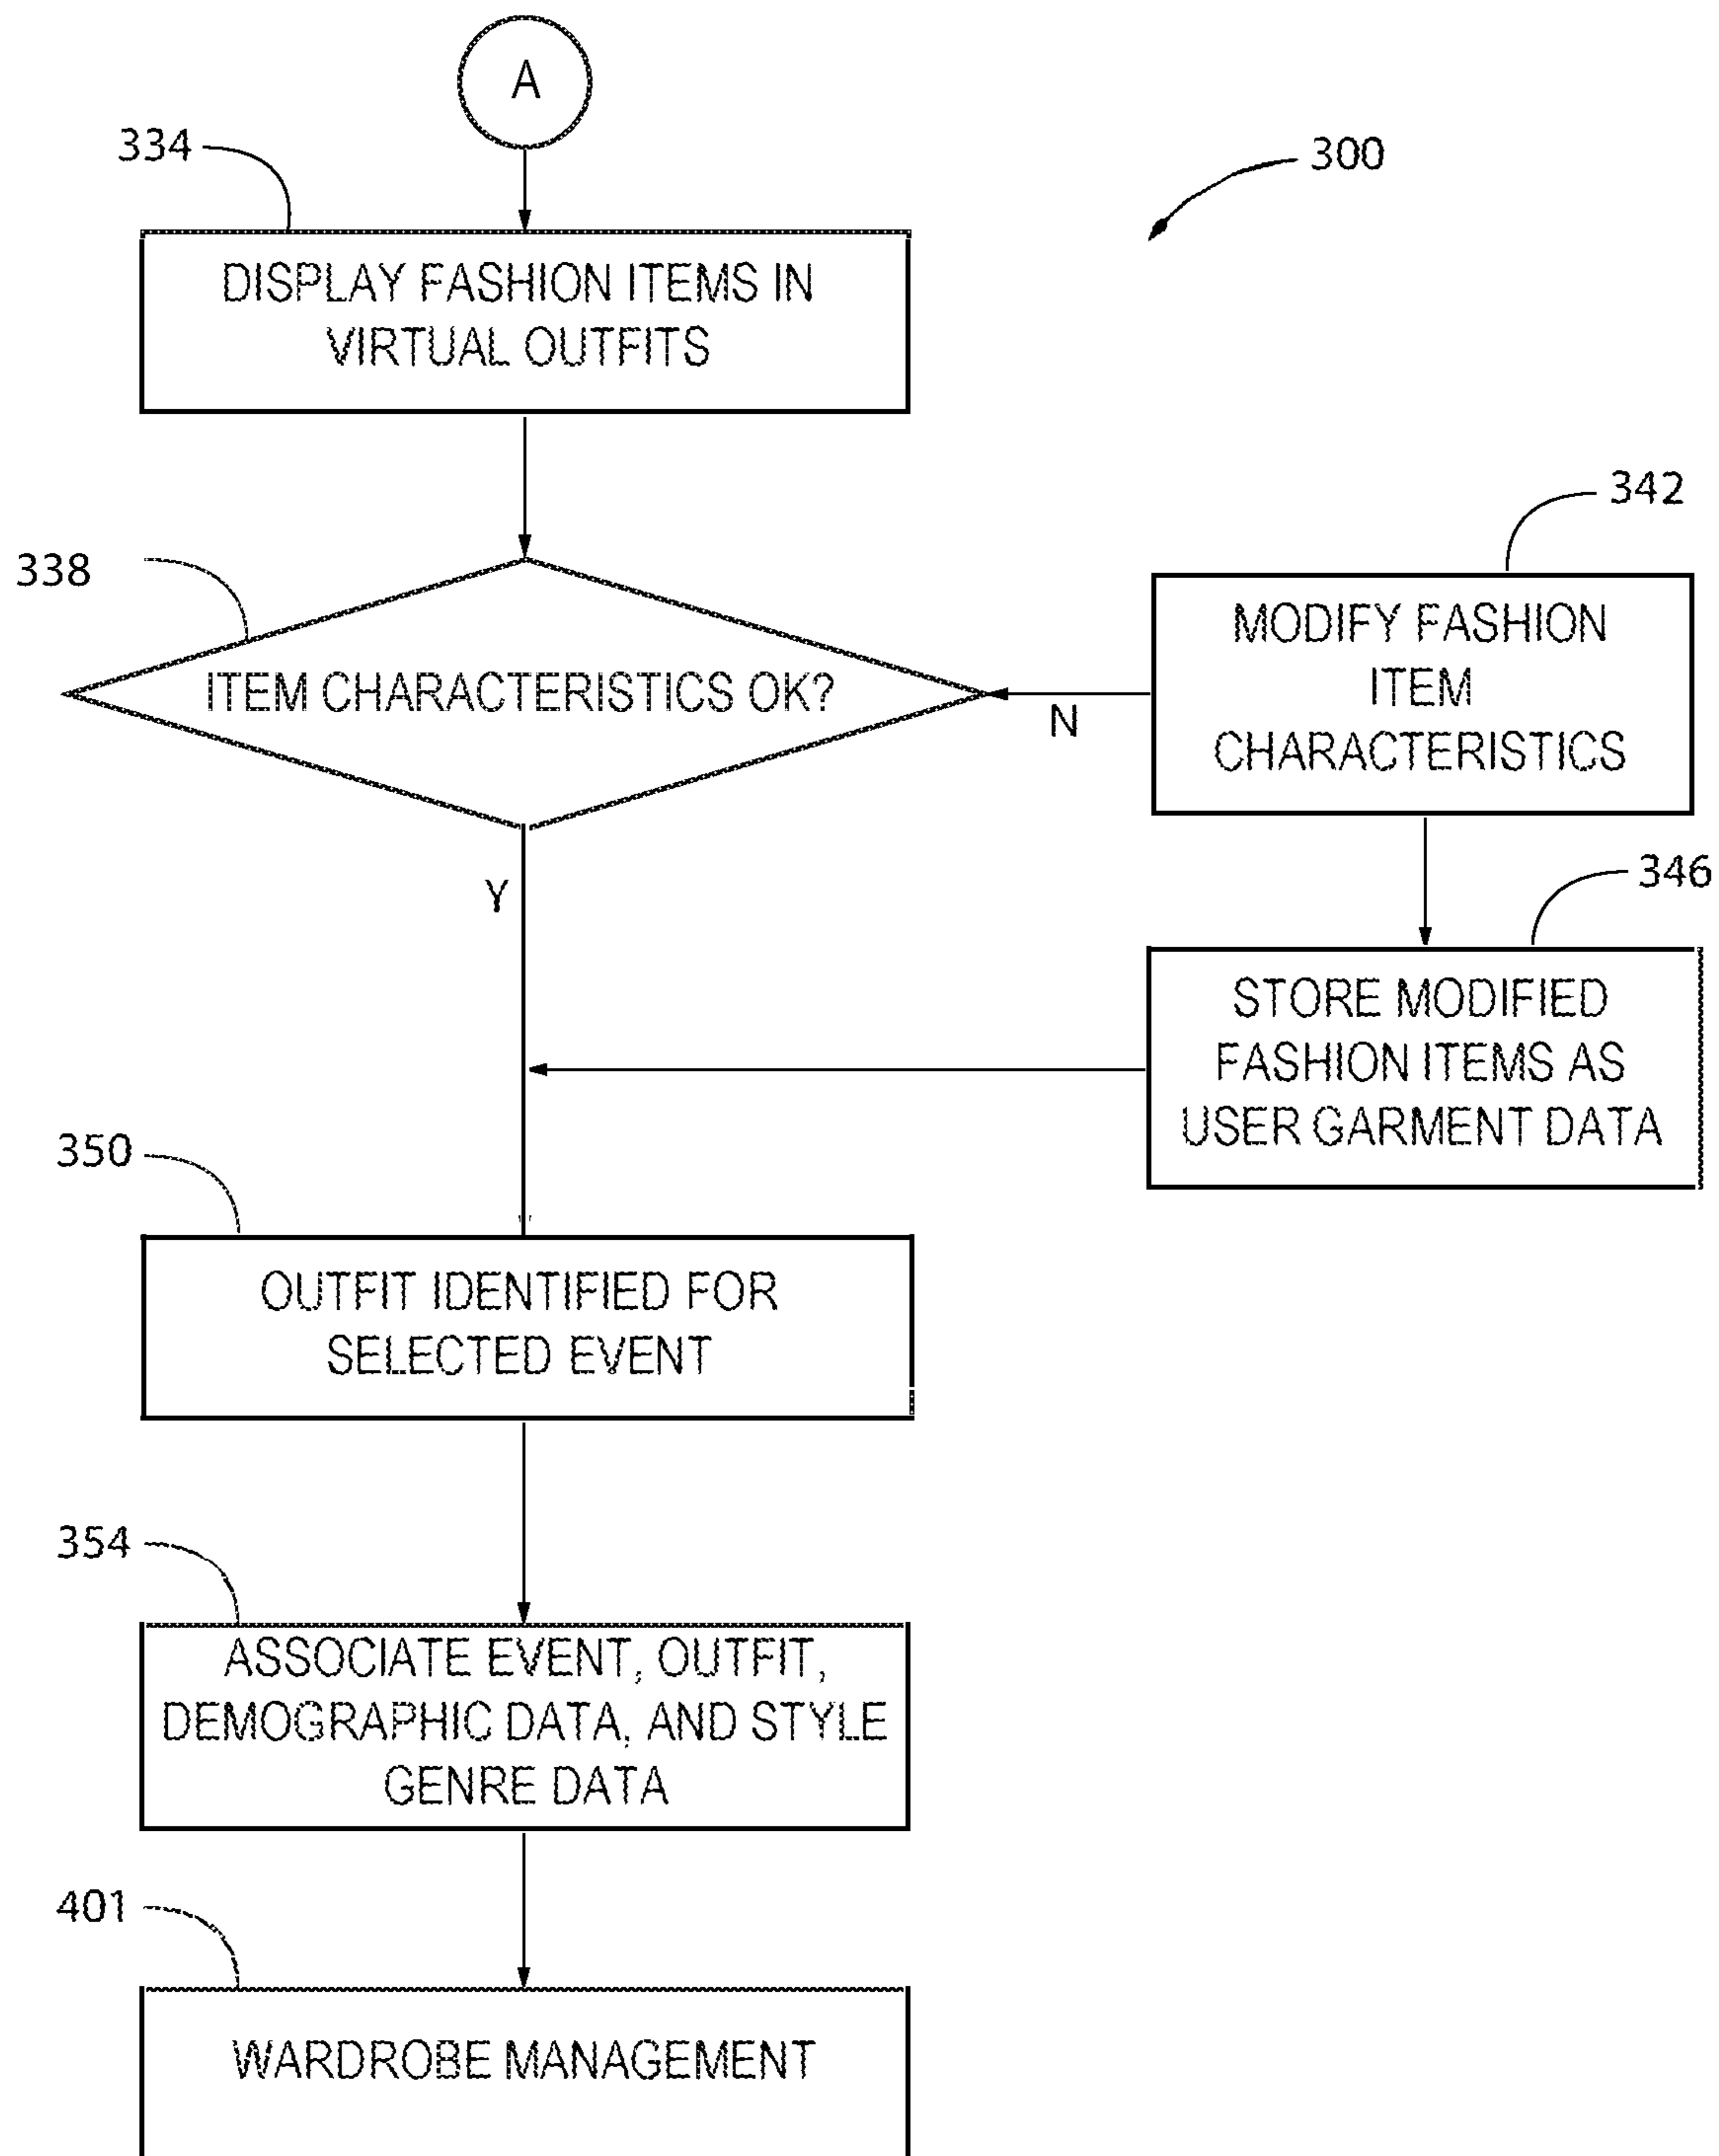 A
334
300
DISPLAY FASHION ITEMS IN
VIRTUAL OUTFITS
342
338
MODIFY FASHION
ITEM
CHARACTERISTICS
ITEM CHARACTERISTICS OK?
N
346
Y
STORE MODIFIED
FASHION ITEMS AS
USER GARMENT DATA
350
OUTFIT IDENTIFIED FOR
SELECTED EVENT
354
ASSOCIATE EVENT, OUTFIT,
DEMOGRAPHIC DATA, AND STYLE
GENRE DATA
401
WARDROBE MANAGEMENT